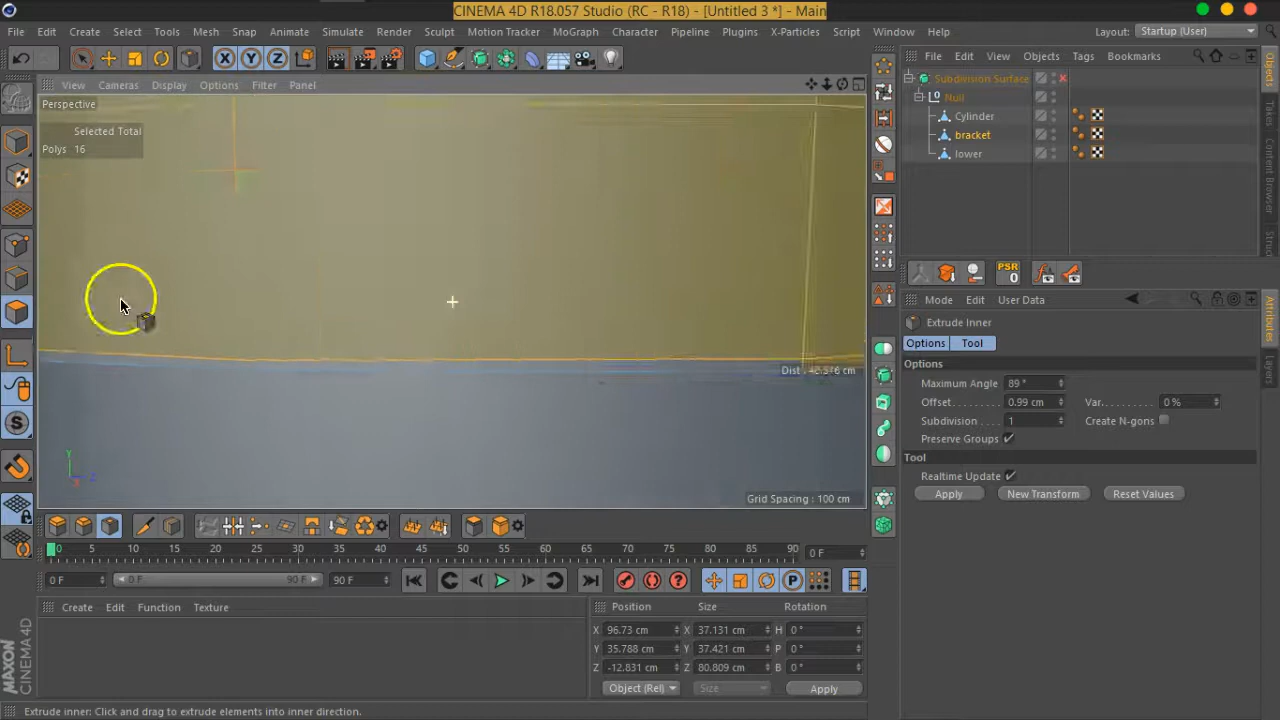 CINEMA 4D R18.057 Studio (RC - R18) - [Untitled 3 *] - Main
File Edit Create Select Tools Mesh Snap Animate Simulate Render Sculpt Motion Tracker MoGraph Character Pipeline Plugins X-Particles Script Window Help Layout: Startup (User)
X Y Z
File Edit View Objects Tags Bookmarks
View Cameras Display Options Filter Panel
Subdivision Surface
Perspective
Null
Selected Total
Cylinder
Polys 16
bracket
lower
PSR
0
Mode Edit User Data
Extrude Inner
Options Tool
Options
Maximum Angle 89 °
Offset 0.99 cm Var. 0 %
Subdivision 1 Create N-gons
Preserve Groups
Tool
Realtime Update
Apply New Transform Reset Values
Y
Z
X
Grid Spacing : 100 cm
0 5 10 15 20 25 30 35 40 45 50 55 60 65 70 75 80 85 90 0 F
0 F 0 F 90 F 90 F
Create Edit Function Texture
Position Size Rotation
X 96.73 cm X 37.131 cm H 0 °
Y 35.788 cm Y 37.421 cm P 0 °
Z -12.831 cm Z 80.809 cm B 0 °
Object (Rel) Size Apply
MAXON
CINEMA 4D
Extrude inner: Click and drag to extrude elements into inner direction.
Objects
Takes
Content Browser
Attributes
Layers